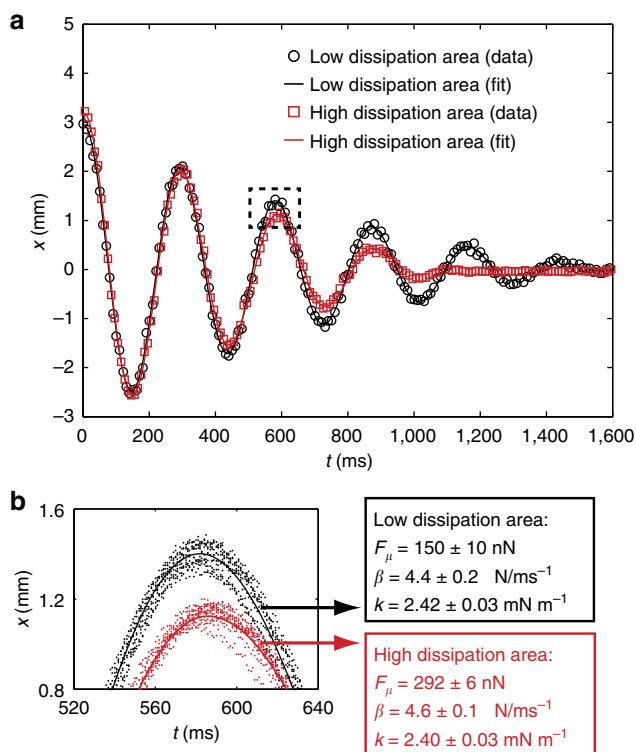 a
5
4
3
2
1
0
−1
−2
−3
x (mm)
Low dissipation area (data)
Low dissipation area (fit)
High dissipation area (data)
High dissipation area (fit)
0 200 400 600 800 1,000 1,200 1,400 1,600
t (ms)
b
1.6
1.2
0.8
x (mm)
520 560 600 640
t (ms)
Low dissipation area:
Fμ = 150 ± 10 nN
β = 4.4 ± 0.2 N/ms⁻¹
k = 2.42 ± 0.03 mN m⁻¹
High dissipation area:
Fμ = 292 ± 6 nN
β = 4.6 ± 0.1 N/ms⁻¹
k = 2.40 ± 0.03 mN m⁻¹